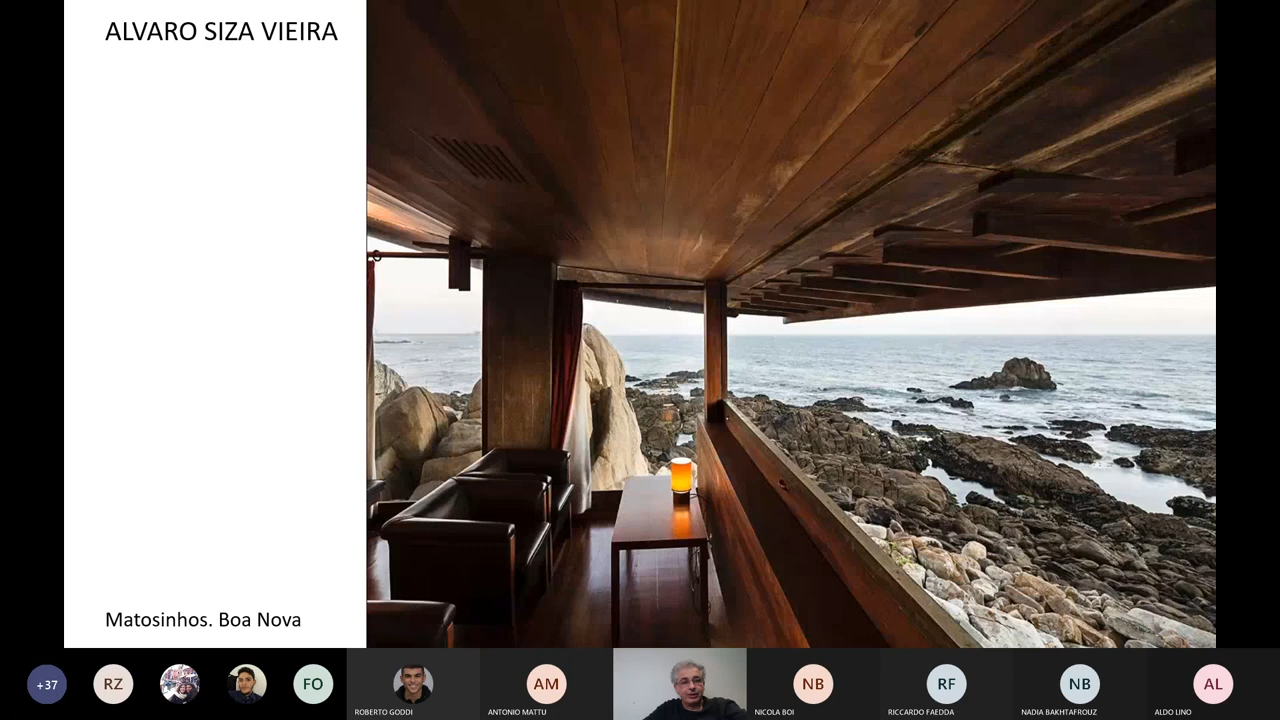 ALVARO SIZA VIEIRA
Matosinhos. Boa Nova
+37
RZ
FO
ROBERTO GODDI
AM
ANTONIO MATTU
NB
NICOLA BOI
RF
RICCARDO FAEDDA
NB
NADIA BAKHTAFROUZ
AL
ALDO LINO